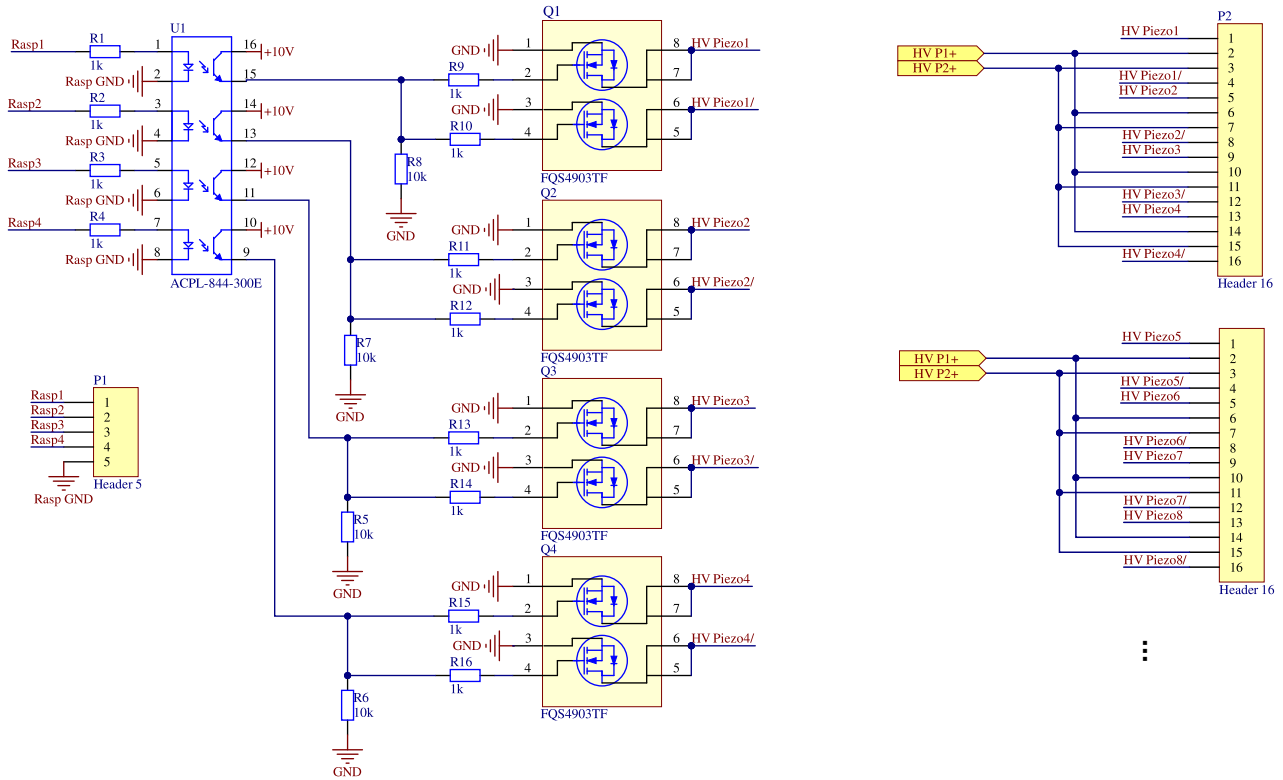 U1
Rasp1
R1
1k
1
16
+10V
Rasp GND
2
15
Rasp2
R2
1k
3
14
+10V
Rasp GND
4
13
Rasp3
R3
1k
5
12
+10V
Rasp GND
6
11
Rasp4
R4
1k
7
10
+10V
Rasp GND
8
9
ACPL-844-300E
R8
10k
GND
R7
10k
GND
R5
10k
GND
R6
10k
GND
Q1
GND
1
8
HV Piezo1
R9
1k
2
7
GND
3
6
HV Piezo1/
R10
1k
4
5
FQS4903TF
Q2
GND
1
8
HV Piezo2
R11
1k
2
7
GND
3
6
HV Piezo2/
R12
1k
4
5
FQS4903TF
Q3
GND
1
8
HV Piezo3
R13
1k
2
7
GND
3
6
HV Piezo3/
R14
1k
4
5
FQS4903TF
Q4
GND
1
8
HV Piezo4
R15
1k
2
7
GND
3
6
HV Piezo4/
R16
1k
4
5
FQS4903TF
P1
Rasp1
1
Rasp2
2
Rasp3
3
Rasp4
4
5
Header 5
Rasp GND
P2
HV Piezo1
1
HV P1+
2
HV P2+
3
HV Piezo1/
4
HV Piezo2
5
6
7
HV Piezo2/
8
HV Piezo3
9
10
11
HV Piezo3/
12
HV Piezo4
13
14
15
HV Piezo4/
16
Header 16
HV Piezo5
1
HV P1+
2
HV P2+
3
HV Piezo5/
4
HV Piezo6
5
6
7
HV Piezo6/
8
HV Piezo7
9
10
11
HV Piezo7/
12
HV Piezo8
13
14
15
HV Piezo8/
16
Header 16